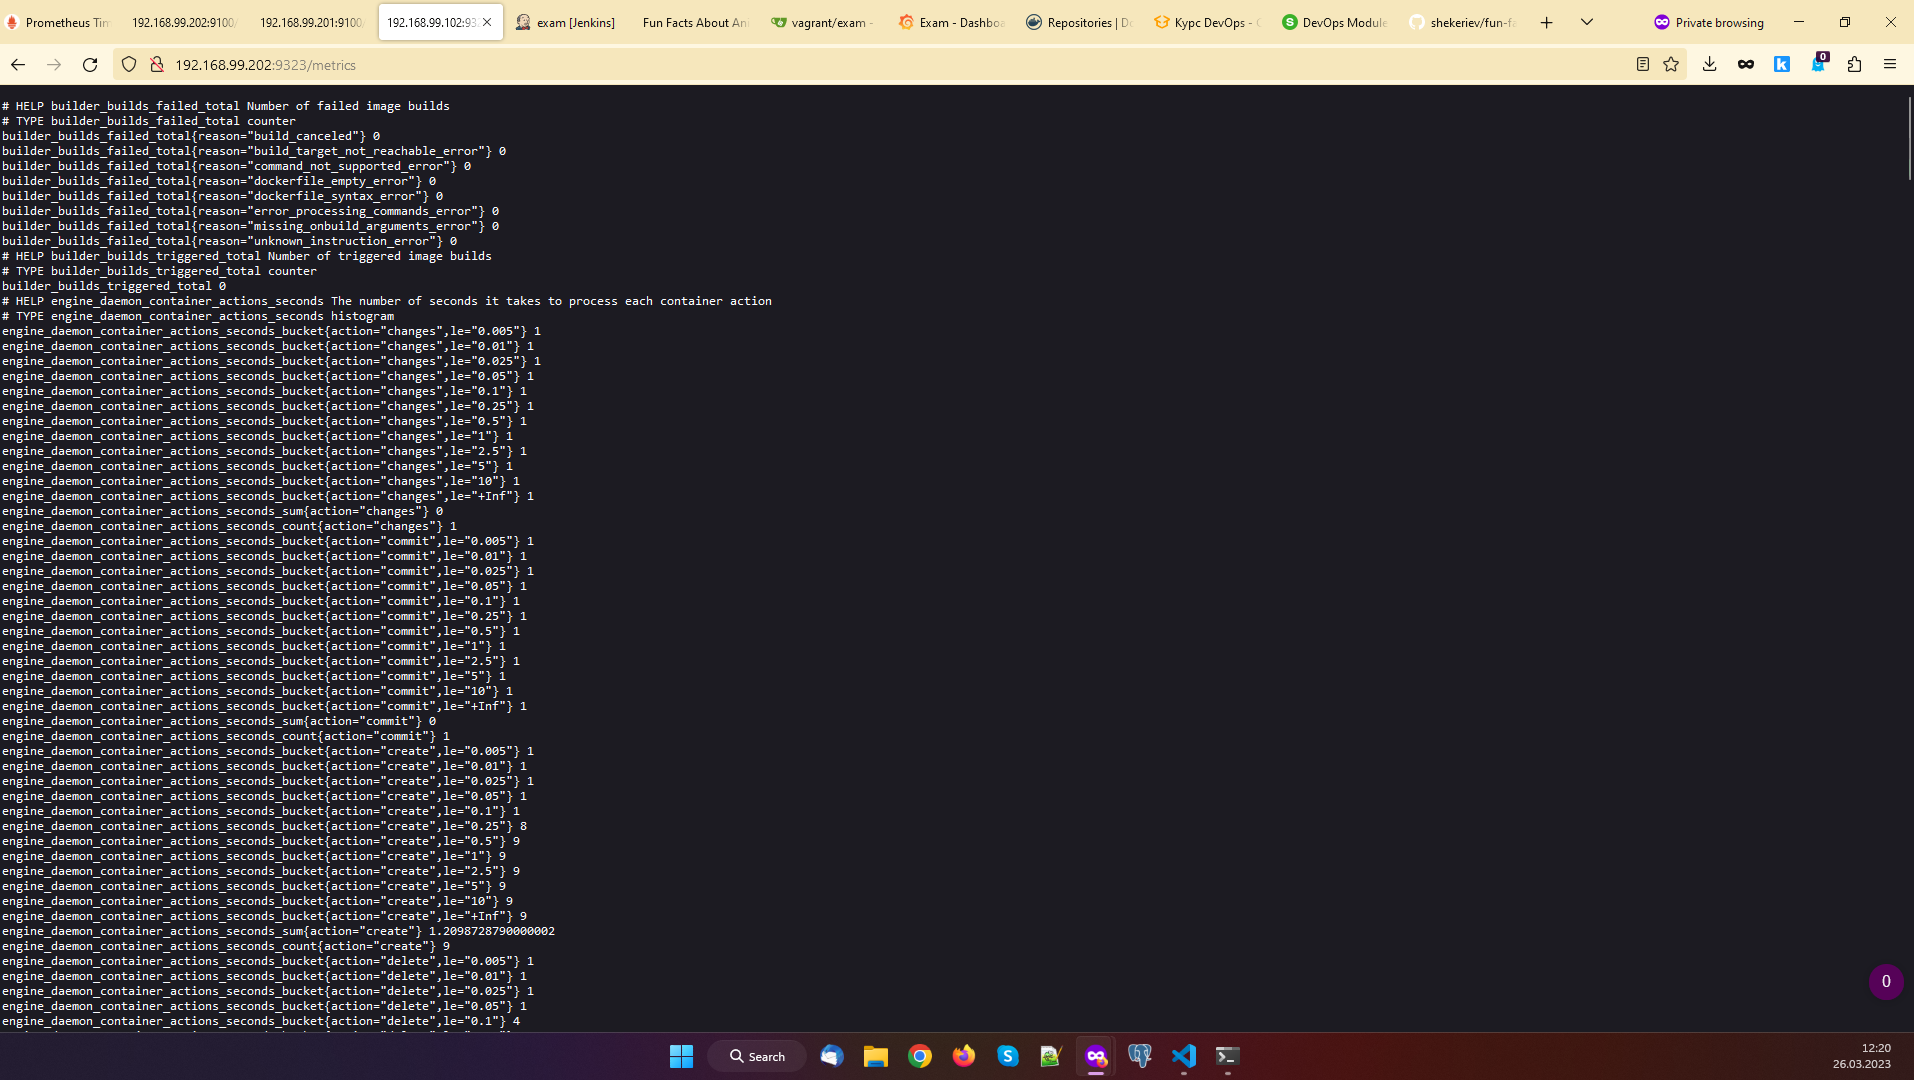 Prometheus Tim
192.168.99.202:9100/
192.168.99.201:9100/
192.168.99.102:932
exam [Jenkins]
Fun Facts About Ani
vagrant/exam -
Exam - Dashboa
Repositories | Do
Курс DevOps - 
DevOps Module
shekeriev/fun-fa
Private browsing
192.168.99.202:9323/metrics
0
# HELP builder_builds_failed_total Number of failed image builds
# TYPE builder_builds_failed_total counter
builder_builds_failed_total{reason="build_canceled"} 0
builder_builds_failed_total{reason="build_target_not_reachable_error"} 0
builder_builds_failed_total{reason="command_not_supported_error"} 0
builder_builds_failed_total{reason="dockerfile_empty_error"} 0
builder_builds_failed_total{reason="dockerfile_syntax_error"} 0
builder_builds_failed_total{reason="error_processing_commands_error"} 0
builder_builds_failed_total{reason="missing_onbuild_arguments_error"} 0
builder_builds_failed_total{reason="unknown_instruction_error"} 0
# HELP builder_builds_triggered_total Number of triggered image builds
# TYPE builder_builds_triggered_total counter
builder_builds_triggered_total 0
# HELP engine_daemon_container_actions_seconds The number of seconds it takes to process each container action
# TYPE engine_daemon_container_actions_seconds histogram
engine_daemon_container_actions_seconds_bucket{action="changes",le="0.005"} 1
engine_daemon_container_actions_seconds_bucket{action="changes",le="0.01"} 1
engine_daemon_container_actions_seconds_bucket{action="changes",le="0.025"} 1
engine_daemon_container_actions_seconds_bucket{action="changes",le="0.05"} 1
engine_daemon_container_actions_seconds_bucket{action="changes",le="0.1"} 1
engine_daemon_container_actions_seconds_bucket{action="changes",le="0.25"} 1
engine_daemon_container_actions_seconds_bucket{action="changes",le="0.5"} 1
engine_daemon_container_actions_seconds_bucket{action="changes",le="1"} 1
engine_daemon_container_actions_seconds_bucket{action="changes",le="2.5"} 1
engine_daemon_container_actions_seconds_bucket{action="changes",le="5"} 1
engine_daemon_container_actions_seconds_bucket{action="changes",le="10"} 1
engine_daemon_container_actions_seconds_bucket{action="changes",le="+Inf"} 1
engine_daemon_container_actions_seconds_sum{action="changes"} 0
engine_daemon_container_actions_seconds_count{action="changes"} 1
engine_daemon_container_actions_seconds_bucket{action="commit",le="0.005"} 1
engine_daemon_container_actions_seconds_bucket{action="commit",le="0.01"} 1
engine_daemon_container_actions_seconds_bucket{action="commit",le="0.025"} 1
engine_daemon_container_actions_seconds_bucket{action="commit",le="0.05"} 1
engine_daemon_container_actions_seconds_bucket{action="commit",le="0.1"} 1
engine_daemon_container_actions_seconds_bucket{action="commit",le="0.25"} 1
engine_daemon_container_actions_seconds_bucket{action="commit",le="0.5"} 1
engine_daemon_container_actions_seconds_bucket{action="commit",le="1"} 1
engine_daemon_container_actions_seconds_bucket{action="commit",le="2.5"} 1
engine_daemon_container_actions_seconds_bucket{action="commit",le="5"} 1
engine_daemon_container_actions_seconds_bucket{action="commit",le="10"} 1
engine_daemon_container_actions_seconds_bucket{action="commit",le="+Inf"} 1
engine_daemon_container_actions_seconds_sum{action="commit"} 0
engine_daemon_container_actions_seconds_count{action="commit"} 1
engine_daemon_container_actions_seconds_bucket{action="create",le="0.005"} 1
engine_daemon_container_actions_seconds_bucket{action="create",le="0.01"} 1
engine_daemon_container_actions_seconds_bucket{action="create",le="0.025"} 1
engine_daemon_container_actions_seconds_bucket{action="create",le="0.05"} 1
engine_daemon_container_actions_seconds_bucket{action="create",le="0.1"} 1
engine_daemon_container_actions_seconds_bucket{action="create",le="0.25"} 8
engine_daemon_container_actions_seconds_bucket{action="create",le="0.5"} 9
engine_daemon_container_actions_seconds_bucket{action="create",le="1"} 9
engine_daemon_container_actions_seconds_bucket{action="create",le="2.5"} 9
engine_daemon_container_actions_seconds_bucket{action="create",le="5"} 9
engine_daemon_container_actions_seconds_bucket{action="create",le="10"} 9
engine_daemon_container_actions_seconds_bucket{action="create",le="+Inf"} 9
engine_daemon_container_actions_seconds_sum{action="create"} 1.2098728790000002
engine_daemon_container_actions_seconds_count{action="create"} 9
engine_daemon_container_actions_seconds_bucket{action="delete",le="0.005"} 1
engine_daemon_container_actions_seconds_bucket{action="delete",le="0.01"} 1
engine_daemon_container_actions_seconds_bucket{action="delete",le="0.025"} 1
engine_daemon_container_actions_seconds_bucket{action="delete",le="0.05"} 1
engine_daemon_container_actions_seconds_bucket{action="delete",le="0.1"} 4
0
Search
12:20
26.03.2023